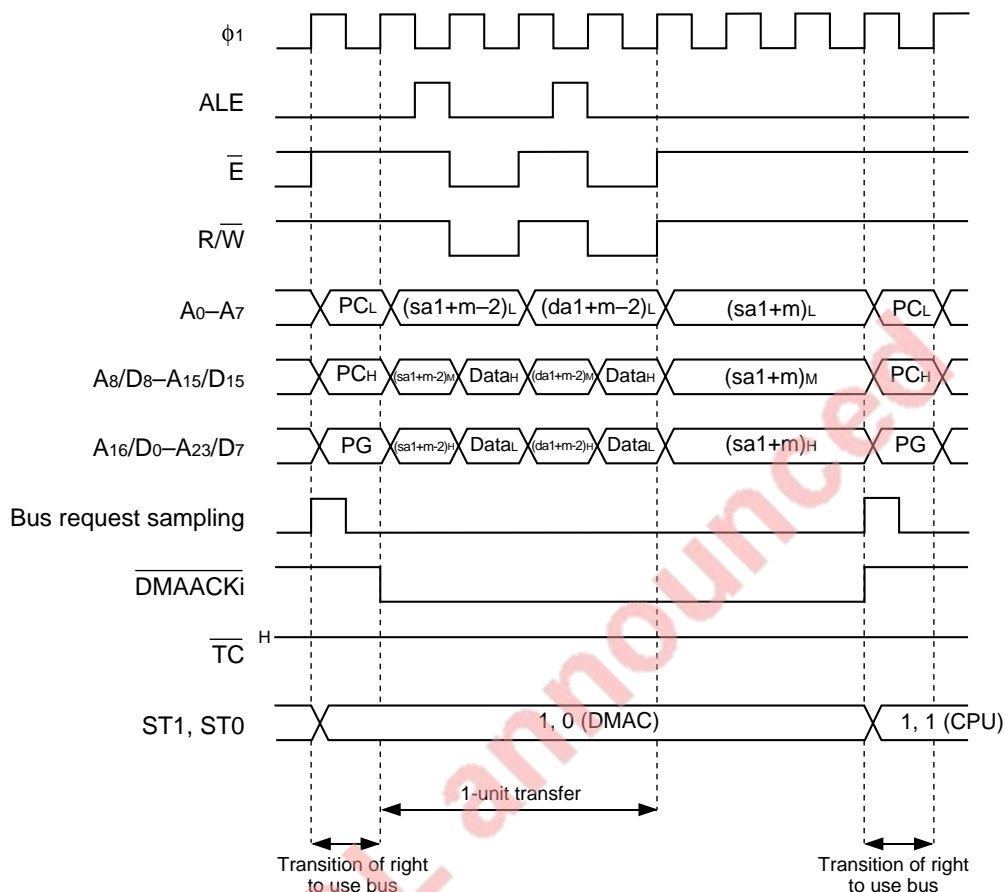 φ1
ALE
E
R/W
A0–A7 PCL (sa1+m–2)L (da1+m–2)L (sa1+m)L PCL
A8/D8–A15/D15 PCH (sa1+m-2)M DataH (da1+m-2)M DataH (sa1+m)M PCH
A16/D0–A23/D7 PG (sa1+m-2)H DataL (da1+m-2)H DataL (sa1+m)H PG
Bus request sampling
DMAACKi
TC H
ST1, ST0 1, 0 (DMAC) 1, 1 (CPU)
1-unit transfer
Transition of right Transition of right
to use bus to use bus
announced